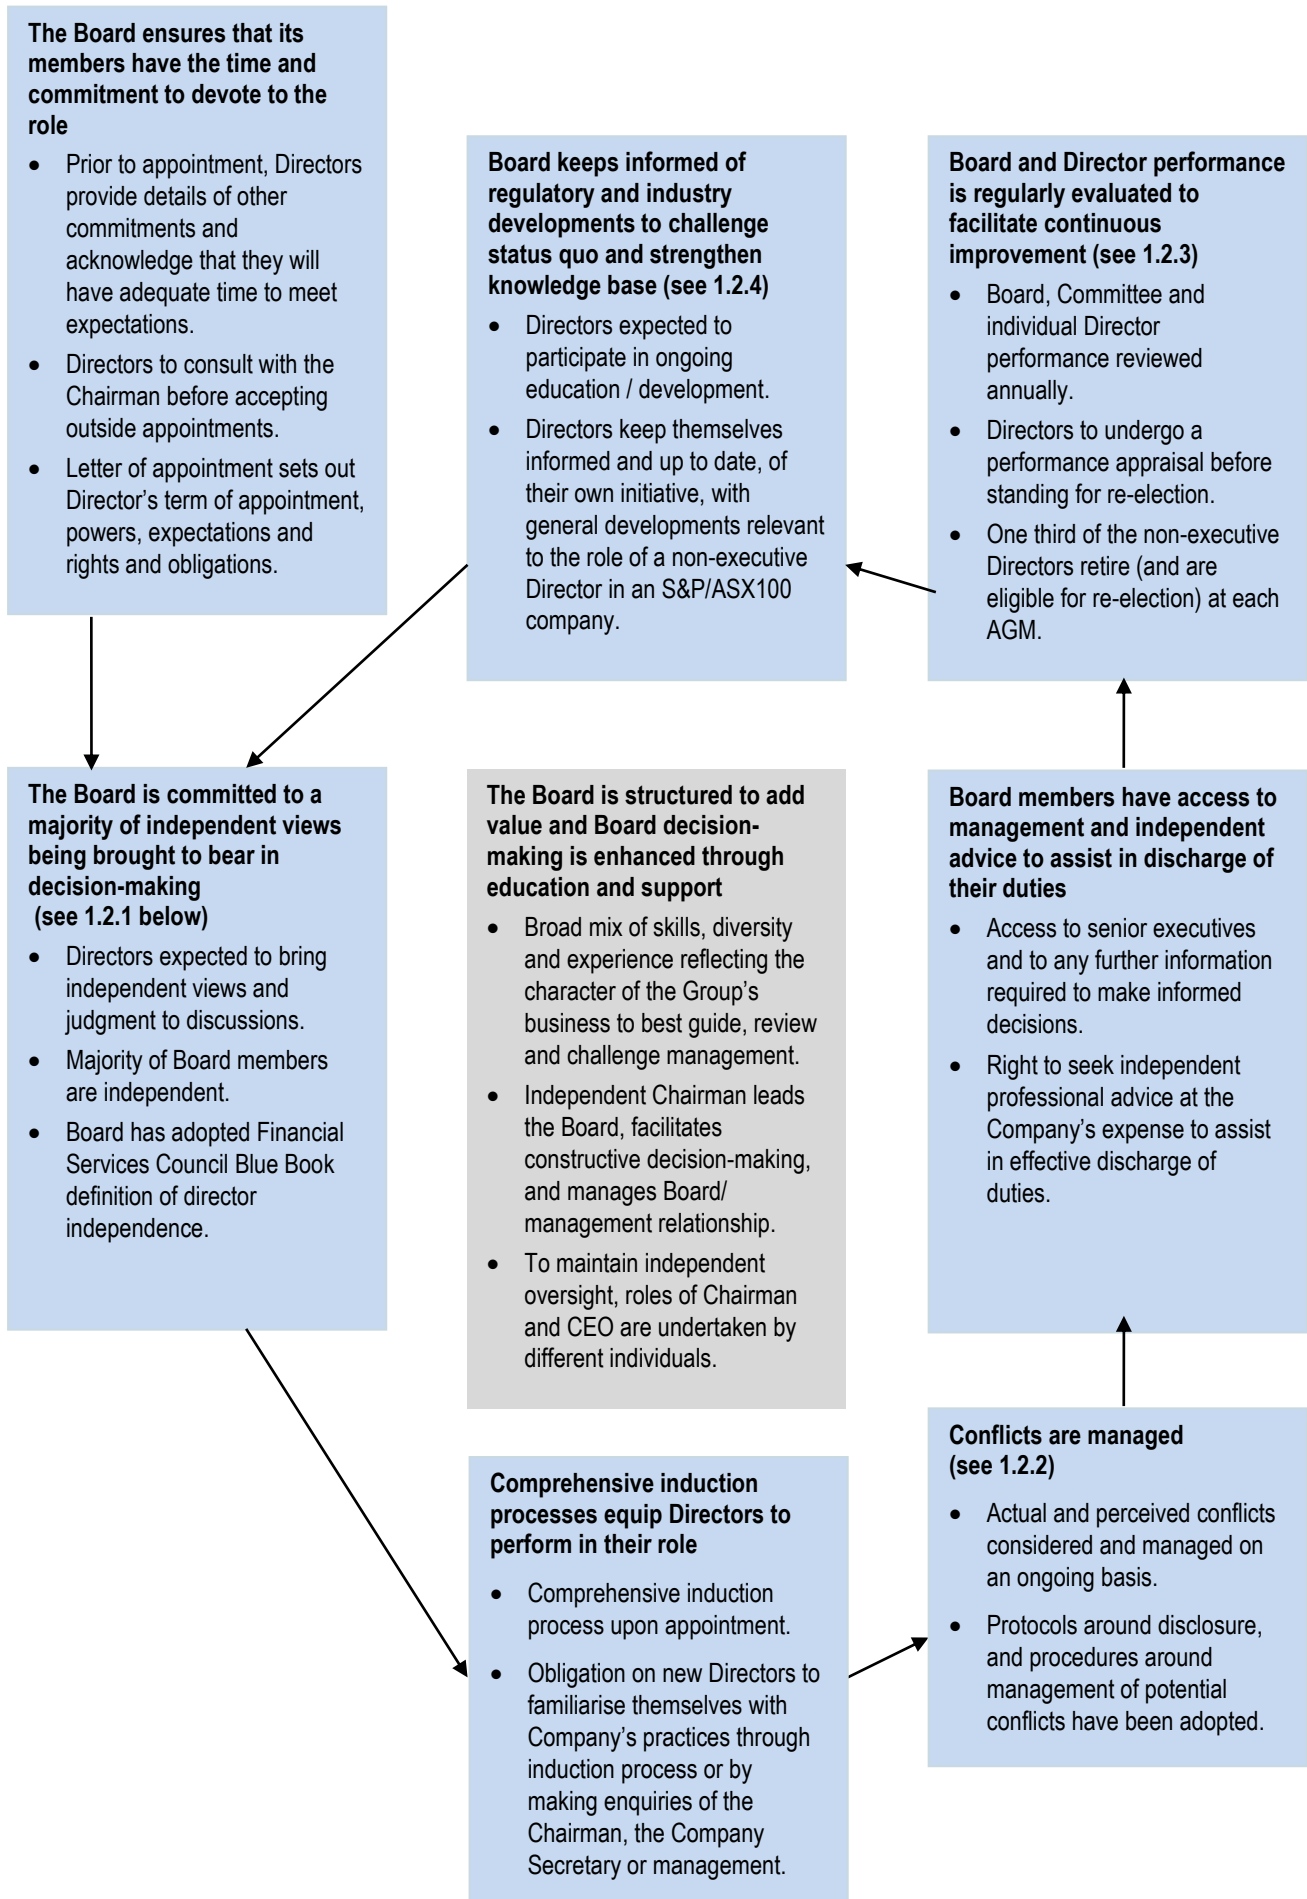 The Board ensures that its
members have the time and
commitment to devote to the
role
• Prior to appointment, Directors
provide details of other
commitments and
acknowledge that they will
have adequate time to meet
expectations.
• Directors to consult with the
Chairman before accepting
outside appointments.
• Letter of appointment sets out
Director’s term of appointment,
powers, expectations and
rights and obligations.
Board keeps informed of
regulatory and industry
developments to challenge
status quo and strengthen
knowledge base (see 1.2.4)
• Directors expected to
participate in ongoing
education / development.
• Directors keep themselves
informed and up to date, of
their own initiative, with
general developments relevant
to the role of a non-executive
Director in an S&P/ASX100
company.
Board and Director performance
is regularly evaluated to
facilitate continuous
improvement (see 1.2.3)
• Board, Committee and
individual Director
performance reviewed
annually.
• Directors to undergo a
performance appraisal before
standing for re-election.
• One third of the non-executive
Directors retire (and are
eligible for re-election) at each
AGM.
The Board is committed to a
majority of independent views
being brought to bear in
decision-making
(see 1.2.1 below)
• Directors expected to bring
independent views and
judgment to discussions.
• Majority of Board members
are independent.
• Board has adopted Financial
Services Council Blue Book
definition of director
independence.
The Board is structured to add
value and Board decision-
making is enhanced through
education and support
• Broad mix of skills, diversity
and experience reflecting the
character of the Group’s
business to best guide, review
and challenge management.
• Independent Chairman leads
the Board, facilitates
constructive decision-making,
and manages Board/
management relationship.
• To maintain independent
oversight, roles of Chairman
and CEO are undertaken by
different individuals.
Board members have access to
management and independent
advice to assist in discharge of
their duties
• Access to senior executives
and to any further information
required to make informed
decisions.
• Right to seek independent
professional advice at the
Company’s expense to assist
in effective discharge of
duties.
Comprehensive induction
processes equip Directors to
perform in their role
• Comprehensive induction
process upon appointment.
• Obligation on new Directors to
familiarise themselves with
Company’s practices through
induction process or by
making enquiries of the
Chairman, the Company
Secretary or management.
Conflicts are managed
(see 1.2.2)
• Actual and perceived conflicts
considered and managed on
an ongoing basis.
• Protocols around disclosure,
and procedures around
management of potential
conflicts have been adopted.